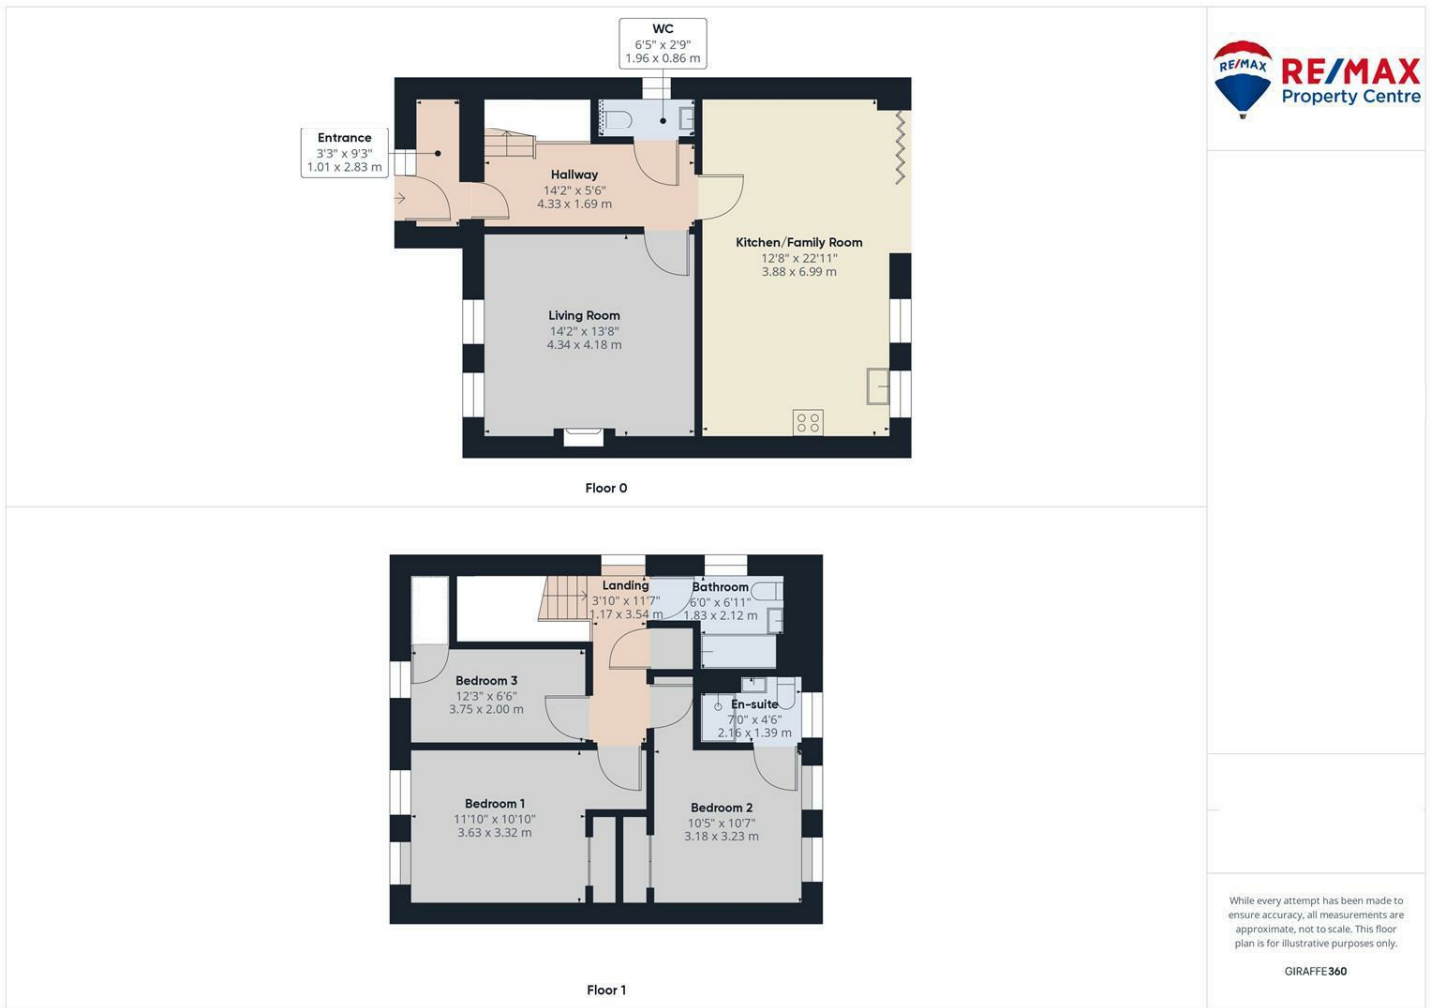 WC
6'5" x 2'9"
1.96 x 0.86 m
Entrance
3'3" x 9'3"
1.01 x 2.83 m
Hallway
14'2" x 5'6"
4.33 x 1.69 m
Kitchen/Family Room
12'8" x 22'11"
3.88 x 6.99 m
Living Room
14'2" x 13'8"
4.34 x 4.18 m
Floor 0
Landing
3'10" x 11'7"
1.17 x 3.54 m
Bathroom
6'0" x 6'11"
1.83 x 2.12 m
Bedroom 3
12'3" x 6'6"
3.75 x 2.00 m
En-suite
7'0" x 4'6"
2.16 x 1.39 m
Bedroom 1
11'10" x 10'10"
3.63 x 3.32 m
Bedroom 2
10'5" x 10'7"
3.18 x 3.23 m
Floor 1
RE/MAX
RE/MAX
Property Centre
While every attempt has been made to
ensure accuracy, all measurements are
approximate, not to scale. This floor
plan is for illustrative purposes only.
GIRAFFE360